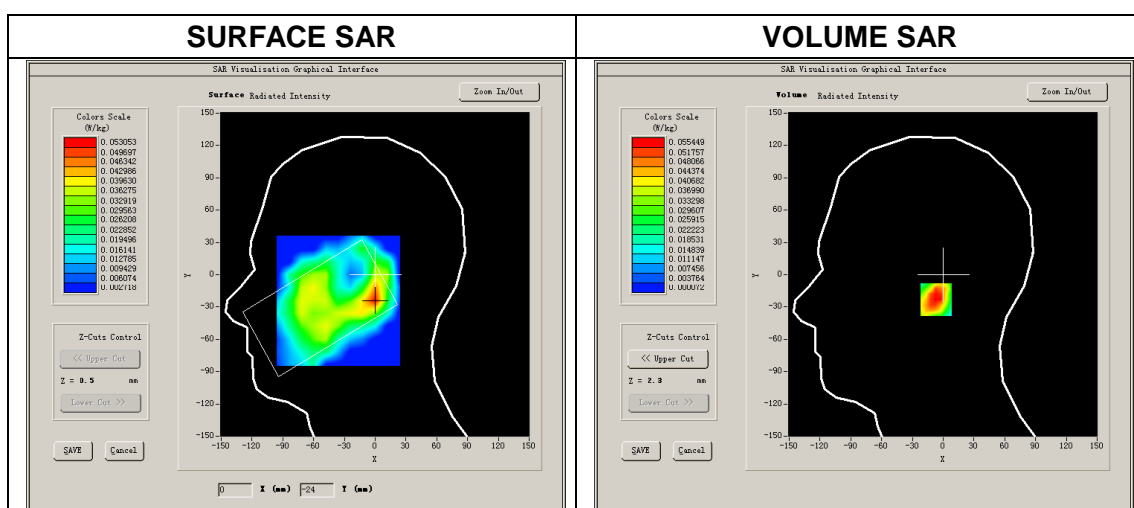 SURFACE SAR
SAR Visualisation Graphical Interface
Surface Radiated Intensity
Zoom In/Out
Colors Scale
(W/kg)
0.053053
0.049697
0.046342
0.042986
0.039630
0.036275
0.032919
0.029563
0.026208
0.022852
0.019496
0.016141
0.012785
0.009429
0.006074
0.002718
Z-Cuts Control
<< Upper Cut
Z = 0.5 mm
Lower Cut >>
SAVE Cancel
150
120
90
60
30
0
-30
-60
-90
-120
-150
Y
-150 -120 -90 -60 -30 0 30 60 90 120 150
X
0 X (mm) -24 Y (mm)
VOLUME SAR
SAR Visualisation Graphical Interface
Volume Radiated Intensity
Zoom In/Out
Colors Scale
(W/kg)
0.055449
0.051757
0.048066
0.044374
0.040682
0.036990
0.033298
0.029607
0.025915
0.022223
0.018531
0.014839
0.011147
0.007456
0.003764
0.000072
Z-Cuts Control
<< Upper Cut
Z = 2.3 mm
Lower Cut >>
SAVE Cancel
150
120
90
60
30
0
-30
-60
-90
-120
-150
Y
-150 -120 -90 -60 -30 0 30 60 90 120 150
X